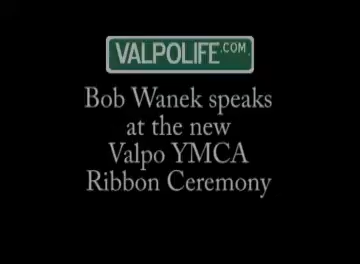 VALPOLIFE.COM
Bob Wanek speaks
at the new
Valpo YMCA
Ribbon Ceremony